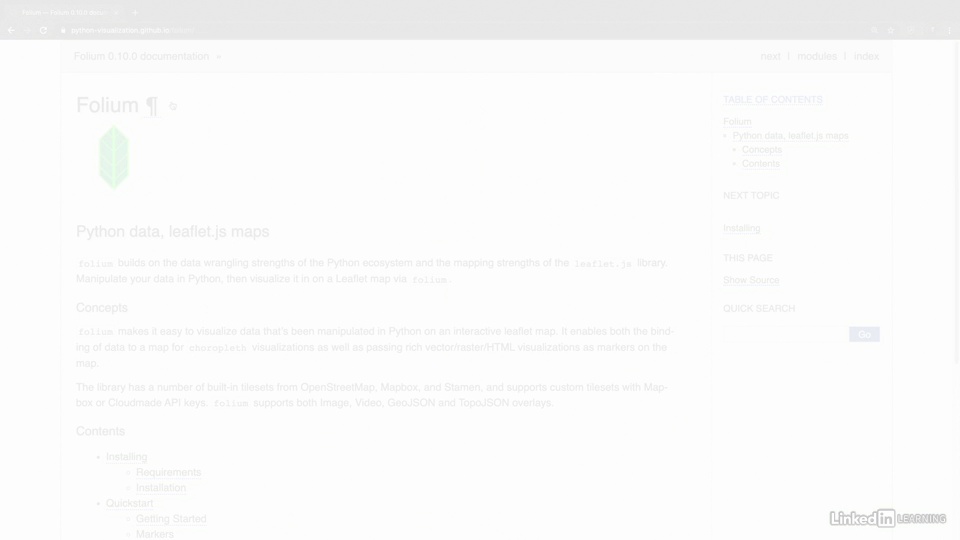 Folium — Folium 0.10.0 docum
python-visualization.github.io/folium/
Folium 0.10.0 documentation
next | modules | index
Folium ¶
Python data, leaflet.js maps
folium builds on the data wrangling strengths of the Python ecosystem and the mapping strengths of the leaflet.js library.
Manipulate your data in Python, then visualize it in on a Leaflet map via folium.
Concepts
folium makes it easy to visualize data that's been manipulated in Python on an interactive leaflet map. It enables both the bind-
ing of data to a map for choropleth visualizations as well as passing rich vector/raster/HTML visualizations as markers on the
map.
The library has a number of built-in tilesets from OpenStreetMap, Mapbox, and Stamen, and supports custom tilesets with Map-
box or Cloudmade API keys. folium supports both Image, Video, GeoJSON and TopoJSON overlays.
Contents
Installing
Requirements
Installation
Quickstart
Getting Started
Markers
TABLE OF CONTENTS
Folium
Python data, leaflet.js maps
Concepts
Contents
NEXT TOPIC
Installing
THIS PAGE
Show Source
QUICK SEARCH
Go
Linked in LEARNING